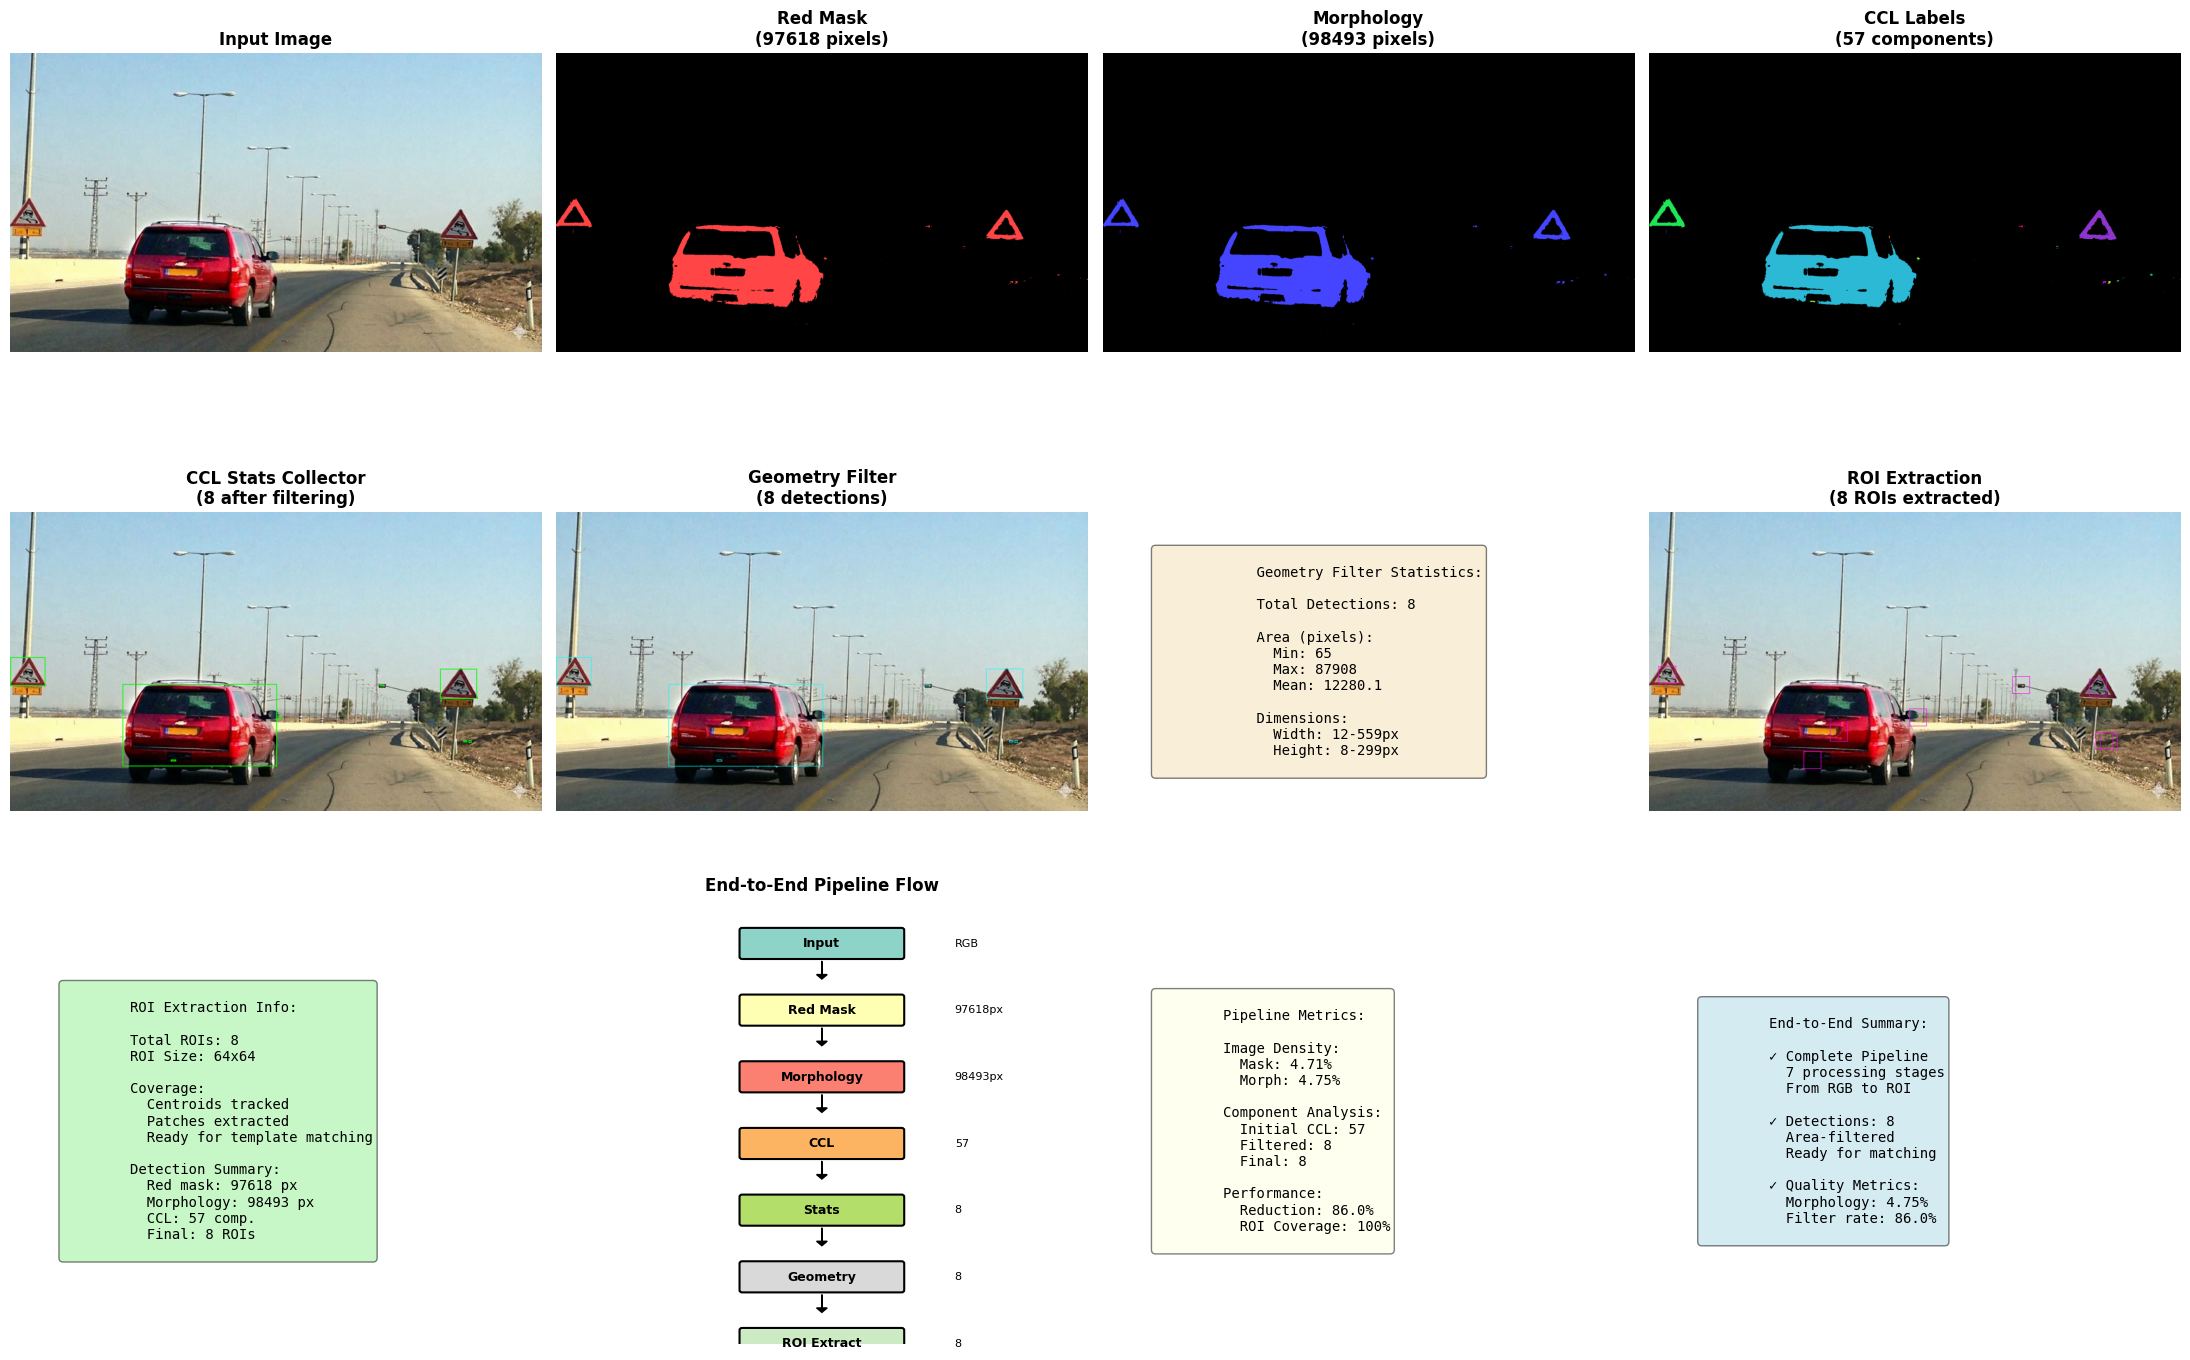 Input Image
Red Mask
(97618 pixels)
Morphology
(98493 pixels)
CCL Labels
(57 components)
CCL Stats Collector
(8 after filtering)
Geometry Filter
(8 detections)
Geometry Filter Statistics:
Total Detections: 8
Area (pixels):
Min: 65
Max: 87908
Mean: 12280.1
Dimensions:
Width: 12-559px
Height: 8-299px
ROI Extraction
(8 ROIs extracted)
ROI Extraction Info:
Total ROIs: 8
ROI Size: 64x64
Coverage:
Centroids tracked
Patches extracted
Ready for template matching
Detection Summary:
Red mask: 97618 px
Morphology: 98493 px
CCL: 57 comp.
Final: 8 ROIs
End-to-End Pipeline Flow
Input RGB
Red Mask 97618px
Morphology 98493px
CCL 57
Stats 8
Geometry 8
ROI Extract 8
Pipeline Metrics:
Image Density:
Mask: 4.71%
Morph: 4.75%
Component Analysis:
Initial CCL: 57
Filtered: 8
Final: 8
Performance:
Reduction: 86.0%
ROI Coverage: 100%
End-to-End Summary:
✓ Complete Pipeline
7 processing stages
From RGB to ROI
✓ Detections: 8
Area-filtered
Ready for matching
✓ Quality Metrics:
Morphology: 4.75%
Filter rate: 86.0%